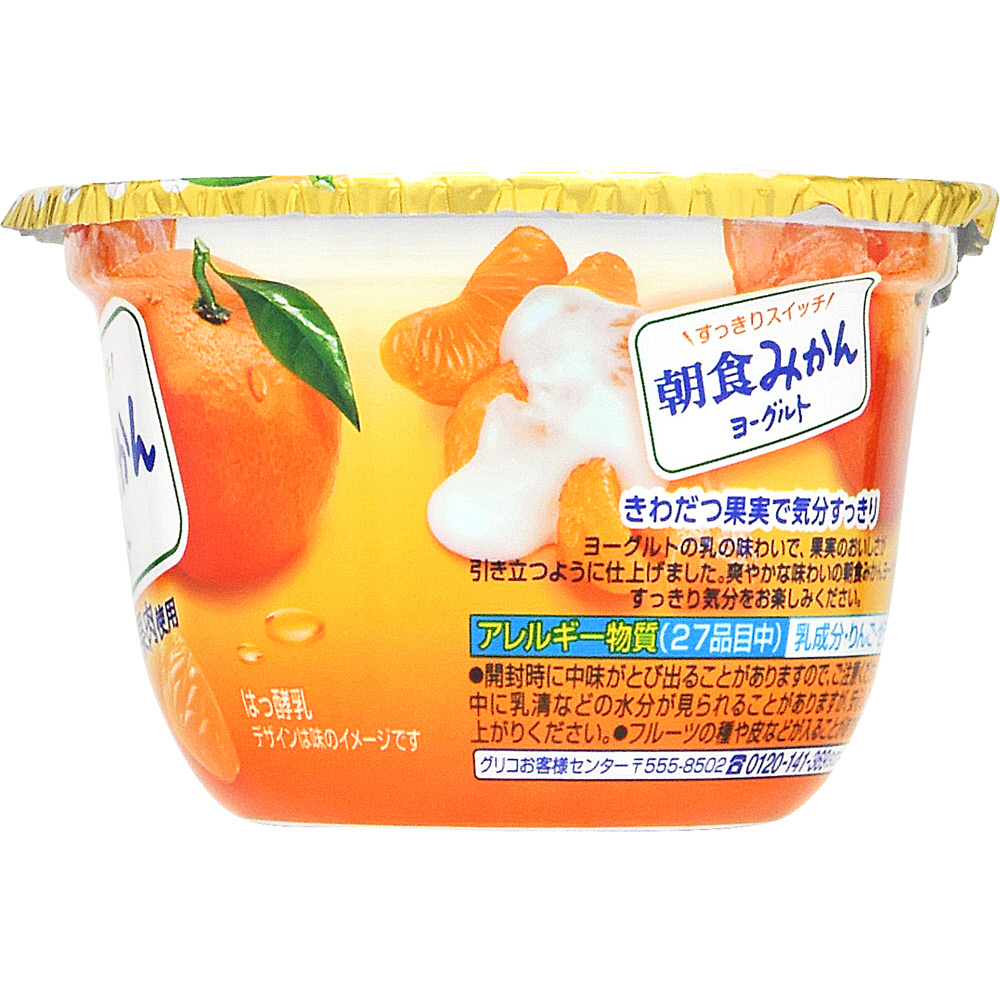 すっきりスイッチ
朝食みかん
ヨーグルト
かん
きわだつ果実で気分すっきり
ヨーグルトの乳の味わいで、果実のおいしさが
引き立つように仕上げました。爽やかな味わいの朝食みかんヨー
すっきり気分をお楽しみください。
肉使用
アレルギー物質(27品目中) 乳成分・りんご・
●開封時に中味がとび出ることがありますので、ご注意く
中に乳清などの水分が見られることがありますが、
上がりください。●フルーツの種や皮などが入ることが
グリコお客様センター〒555-8502☎0120-141-369
はっ酵乳
デザインは味のイメージです